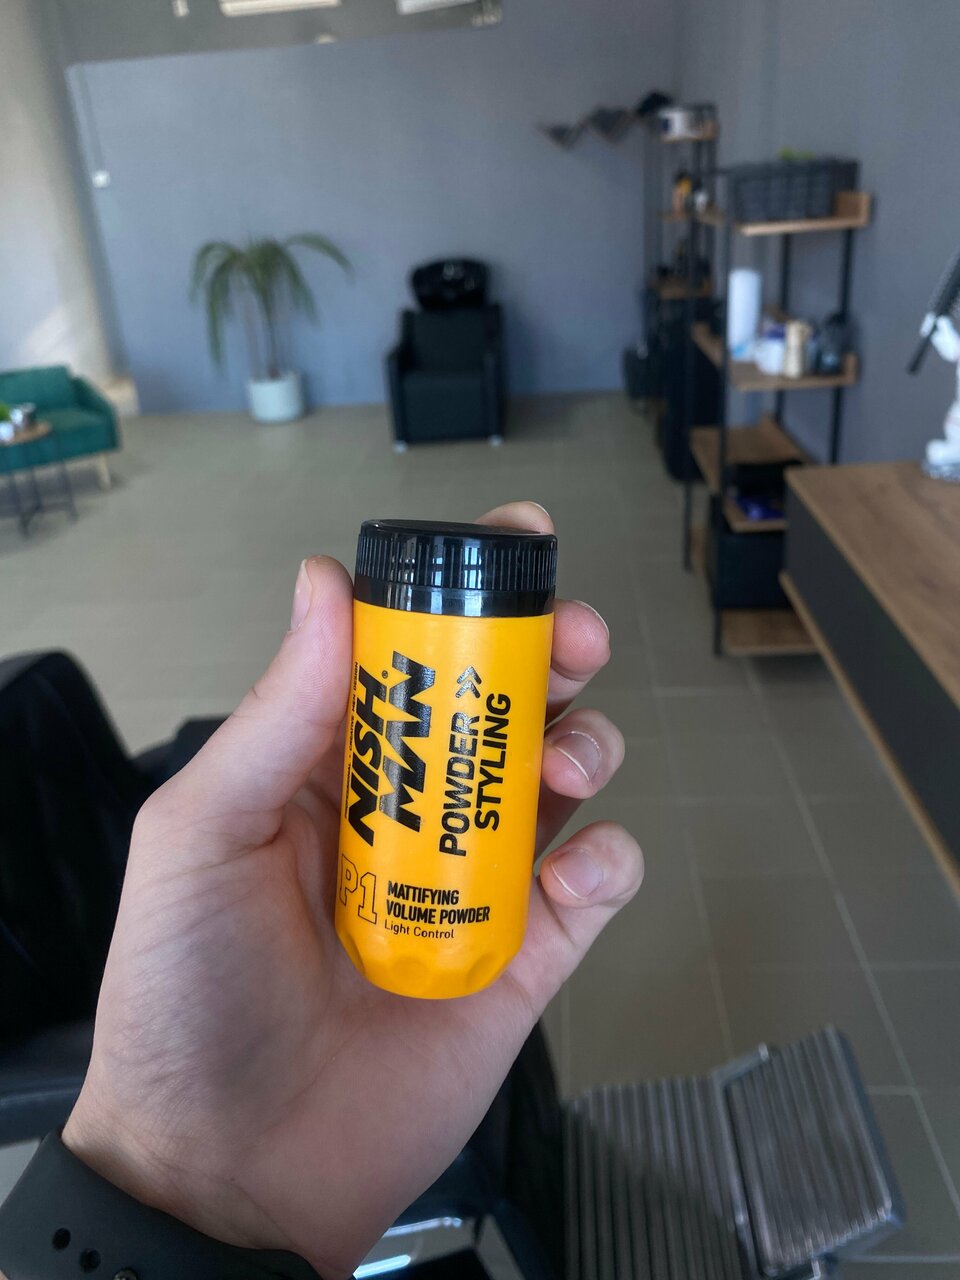 NISH®
MAN
POWDER
STYLING
P1
MATTIFYING
VOLUME POWDER
Light Control